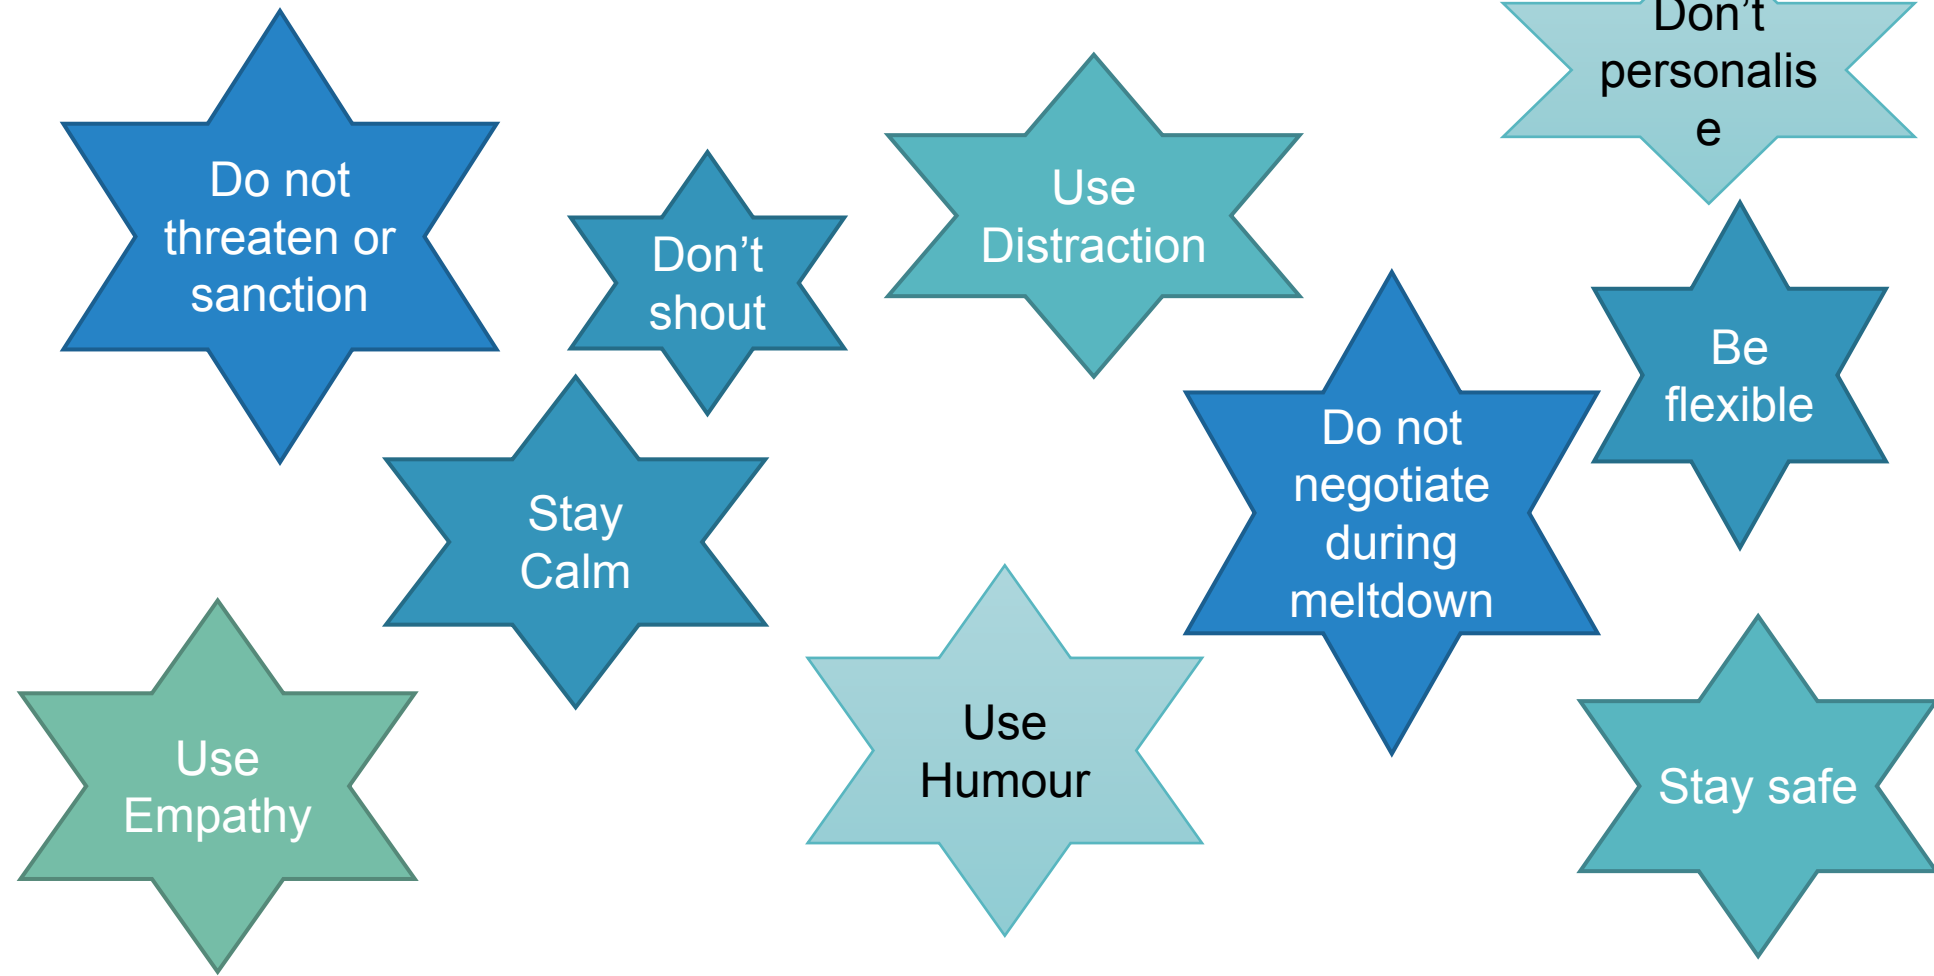 Don't
personalis
e
Do not
threaten or
sanction
Don't
shout
Use
Distraction
Be
flexible
Do not
negotiate
during
meltdown
Stay
Calm
Use
Empathy
Use
Humour
Stay safe